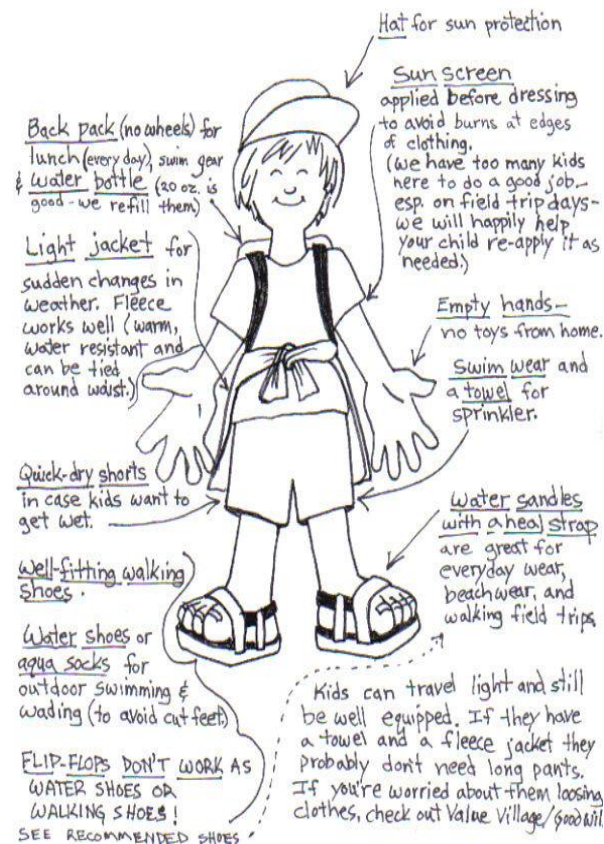 Hat for sun protection
Sun screen
applied before dressing
to avoid burns at edges
of clothing.
(we have too many kids
here to do a good job—
esp. on field trip days—
we will happily help
your child re-apply it as
needed.)
Back pack (no wheels) for
lunch (every day), swim gear
& water bottle (20 oz. is
good - we refill them)
Light jacket for
sudden changes in
weather. Fleece
works well (warm,
water resistant and
can be tied
around waist.)
Empty hands—
no toys from home.
Swim wear and
a towel for
sprinkler.
Quick-dry shorts
in case kids want to
get wet.
Water sandles
with a heal strap
are great for
everyday wear,
beachwear, and
walking field trips.
Well-fitting walking
shoes.
Water shoes or
aqua socks for
outdoor swimming &
wading (to avoid cut feet)
FLIP-FLOPS DON'T WORK AS
WATER SHOES OR
WALKING SHOES!
SEE RECOMMENDED SHOES
Kids can travel light and still
be well equipped. If they have
a towel and a fleece jacket they
probably don't need long pants.
If you're worried about them loosing
clothes, check out Value Village/Goodwill